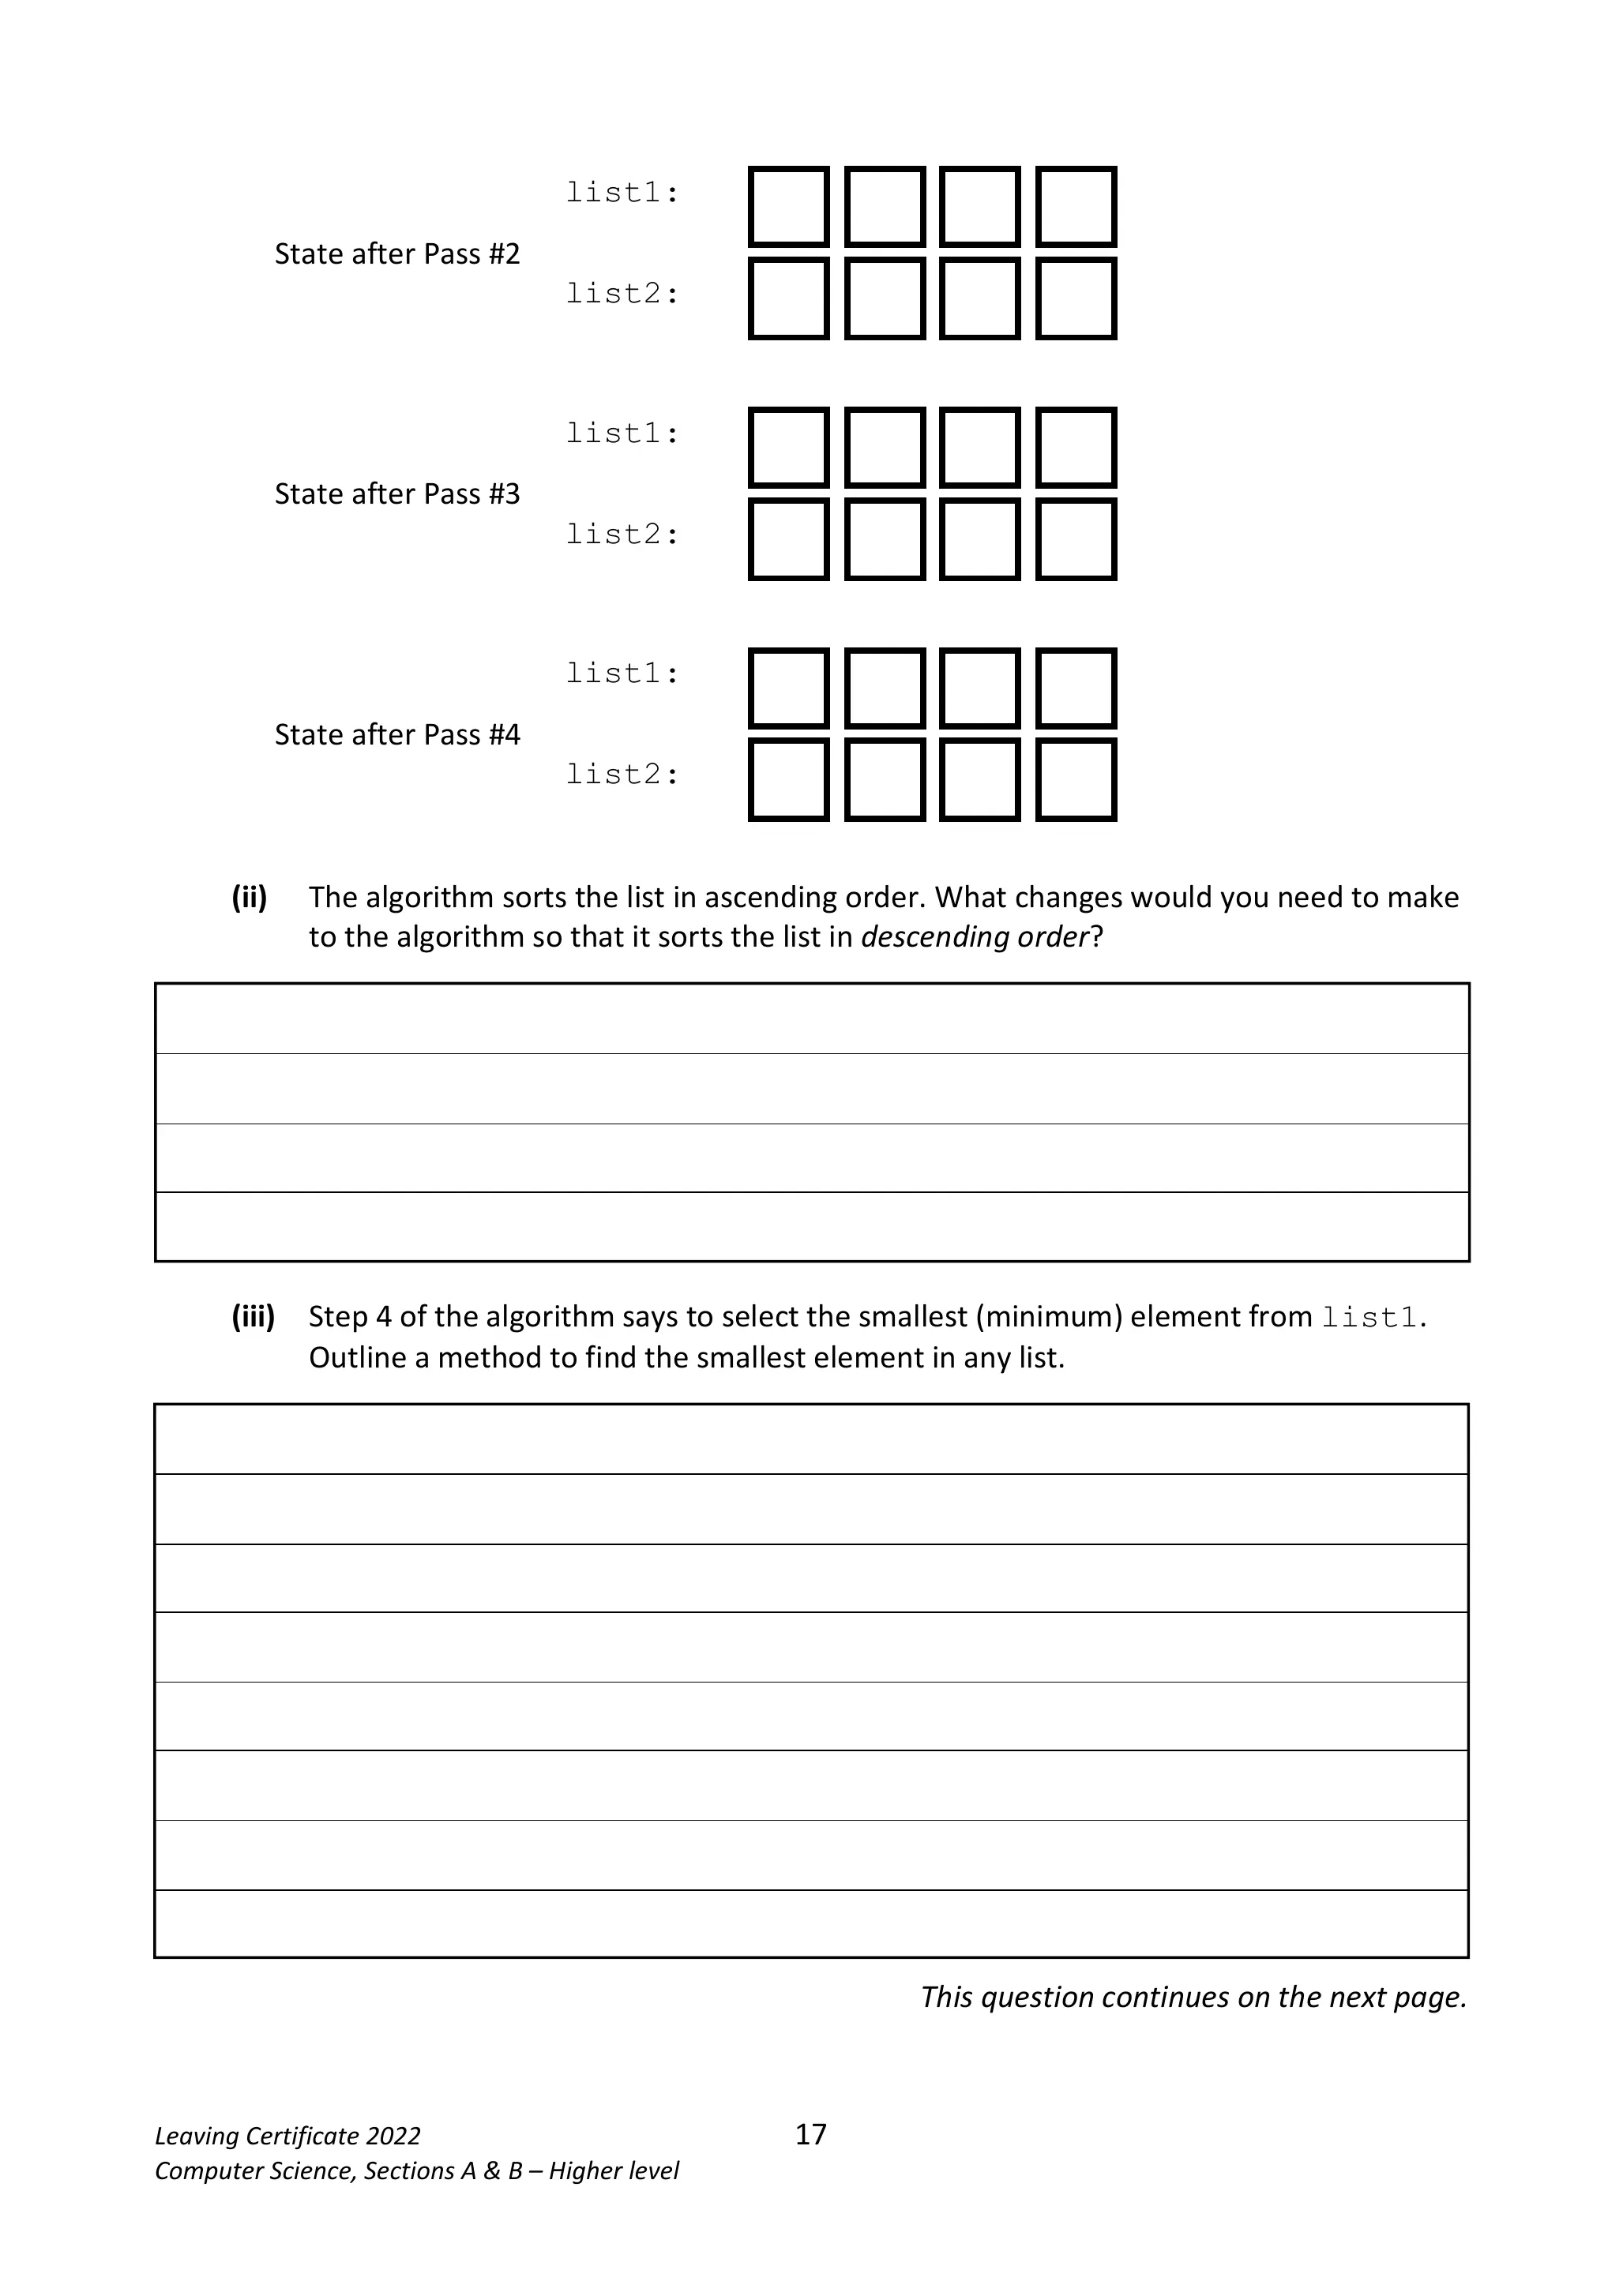 list1:
State after Pass #2
list2:
list1:
State after Pass #3
list2:
list1:
State after Pass #4
list2:
(ii) The algorithm sorts the list in ascending order. What changes would you need to make
to the algorithm so that it sorts the list in descending order?
(iii) Step 4 of the algorithm says to select the smallest (minimum) element from list1.
Outline a method to find the smallest element in any list.
This question continues on the next page.
Leaving Certificate 2022 17
Computer Science, Sections A & B – Higher level